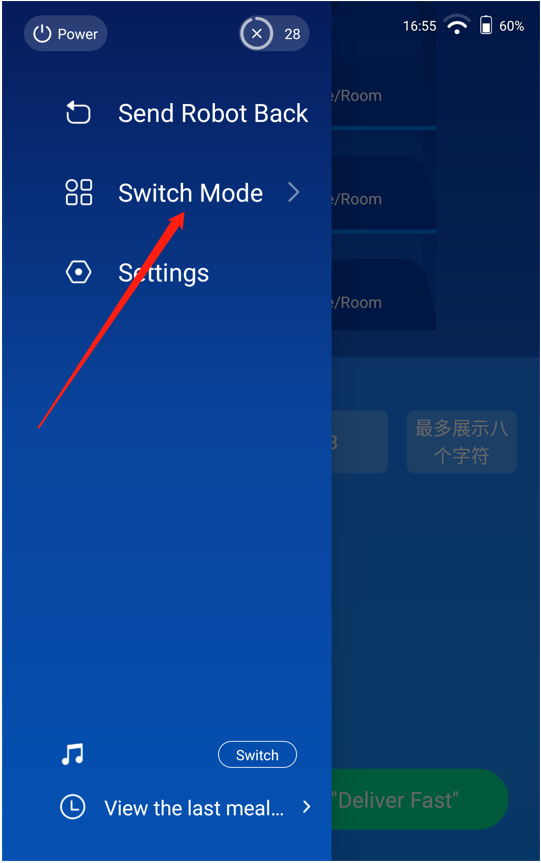 Power
28
16:55
60%
Send Robot Back
Switch Mode
Settings
e/Room
e/Room
e/Room
3
最多展示八
个字符
Switch
View the last meal...
"Deliver Fast"